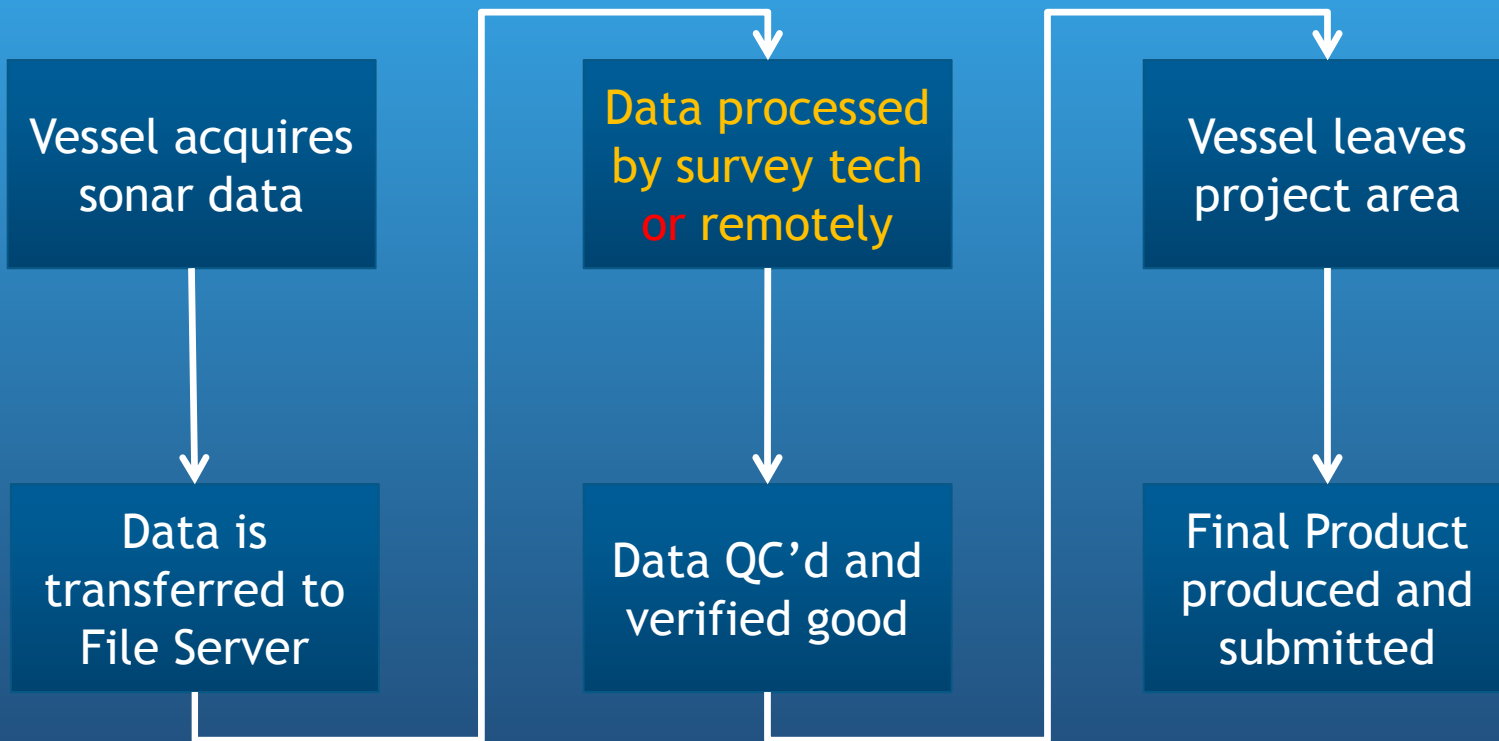 Vessel acquires
sonar data
Data is
transferred to
File Server
Data processed
by survey tech
or remotely
Data QC’d and
verified good
Vessel leaves
project area
Final Product
produced and
submitted